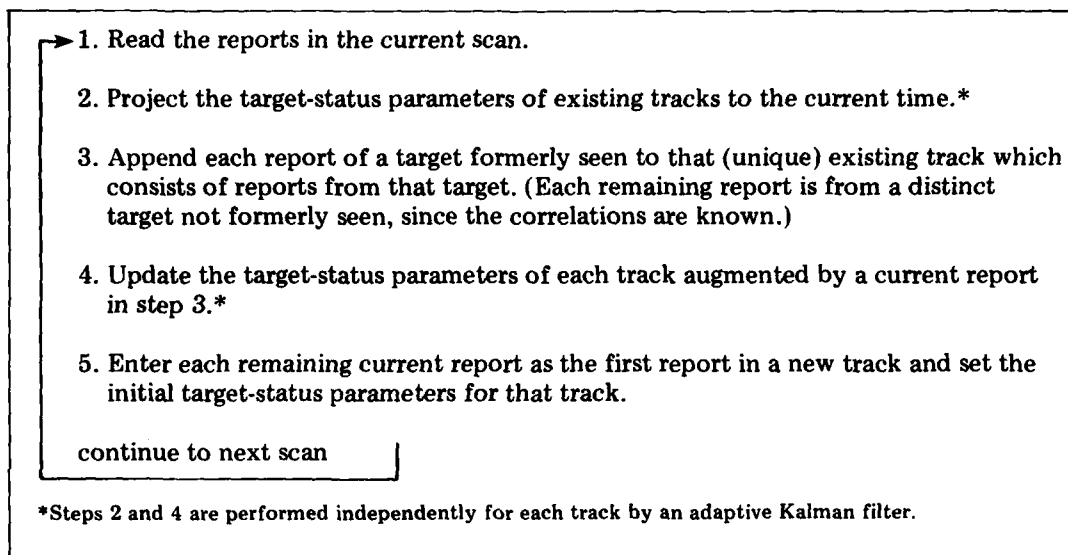 1. Read the reports in the current scan.
2. Project the target-status parameters of existing tracks to the current time.*
3. Append each report of a target formerly seen to that (unique) existing track which
consists of reports from that target. (Each remaining report is from a distinct
target not formerly seen, since the correlations are known.)
4. Update the target-status parameters of each track augmented by a current report
in step 3.*
5. Enter each remaining current report as the first report in a new track and set the
initial target-status parameters for that track.
continue to next scan
*Steps 2 and 4 are performed independently for each track by an adaptive Kalman filter.